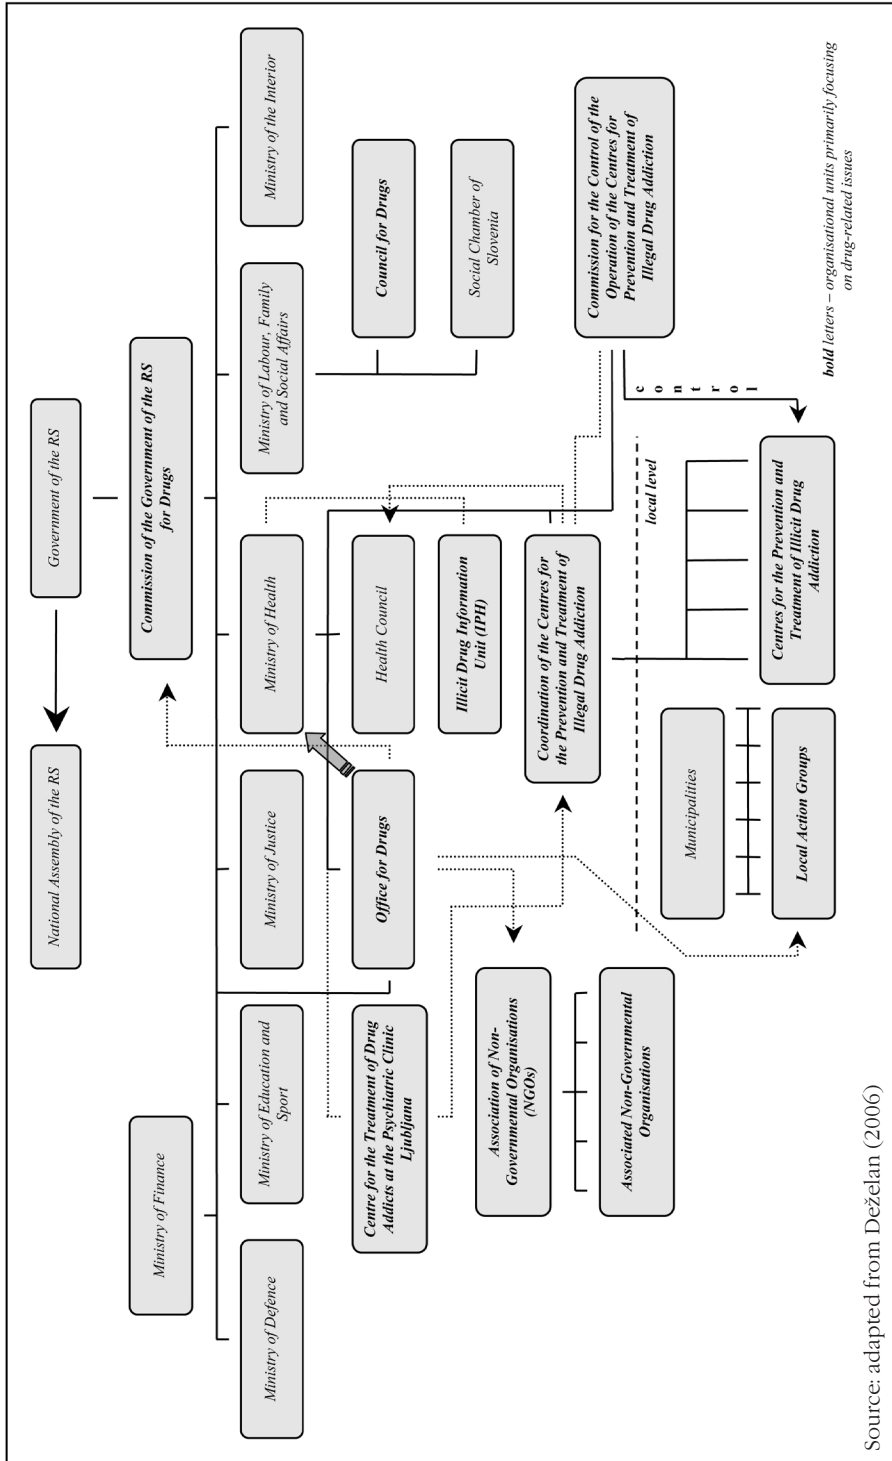 National Assembly of the RS
Government of the RS
Ministry of Finance
Commission of the Government of the RS
for Drugs
Ministry of Defence
Ministry of Education and
Sport
Ministry of Justice
Ministry of Health
Ministry of Labour, Family
and Social Affairs
Ministry of the Interior
Centre for the Treatment of Drug
Addicts at the Psychiatric Clinic
Ljubljana
Office for Drugs
Health Council
Council for Drugs
Illicit Drug Information
Unit (IPH)
Social Chamber of
Slovenia
Association of Non-
Governmental Organisations
(NGOs)
Coordination of the Centres for
the Prevention and Treatment of
Illegal Drug Addiction
Commission for the Control of the
Operation of the Centres for
Prevention and Treatment of
Illegal Drug Addiction
Associated Non-Governmental
Organisations
local level
control
Municipalities
Local Action Groups
Centres for the Prevention and
Treatment of Illicit Drug
Addiction
bold letters – organisational units primarily focusing
on drug-related issues
Source: adapted from Deželan (2006)